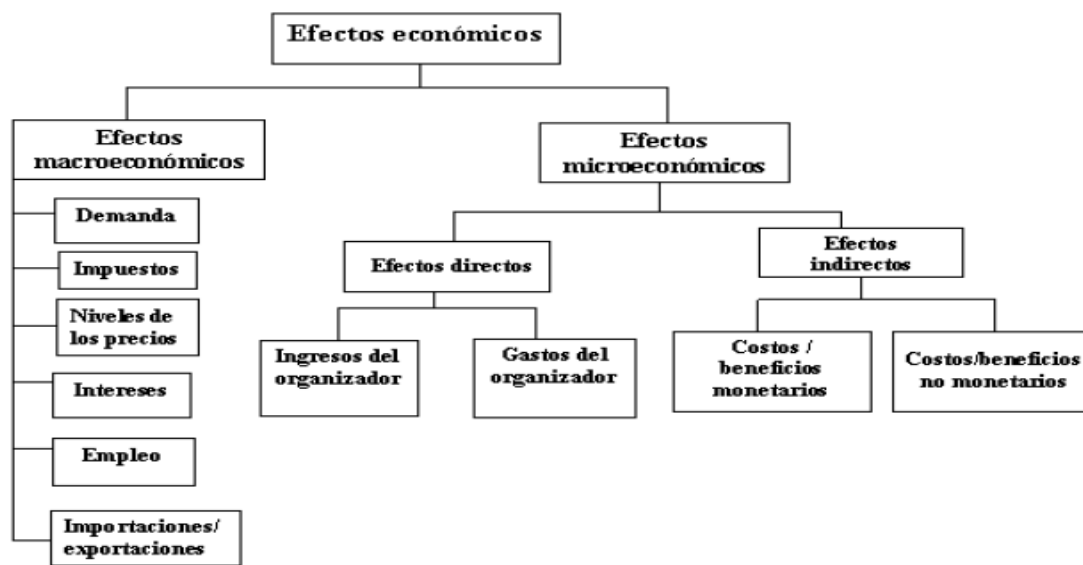 Efectos económicos
Efectos
macroeconómicos
Demanda
Impuestos
Niveles de
los precios
Intereses
Empleo
Importaciones/
exportaciones
Efectos
microeconómicos
Efectos directos
Ingresos del
organizador
Gastos del
organizador
Efectos
indirectos
Costos /
beneficios
monetarios
Costos/beneficios
no monetarios